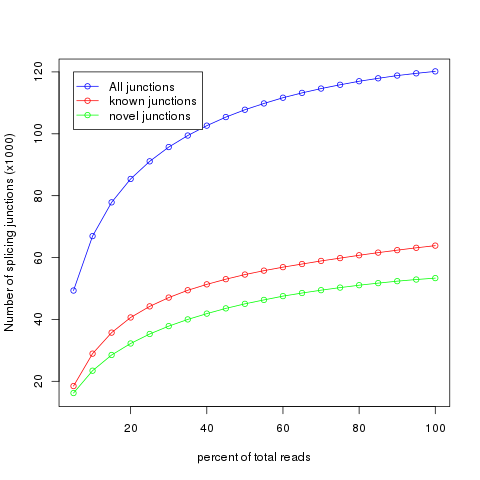 All junctions
known junctions
novel junctions
Number of splicing junctions (x1000)
120
100
80
60
40
20
20 40 60 80 100
percent of total reads